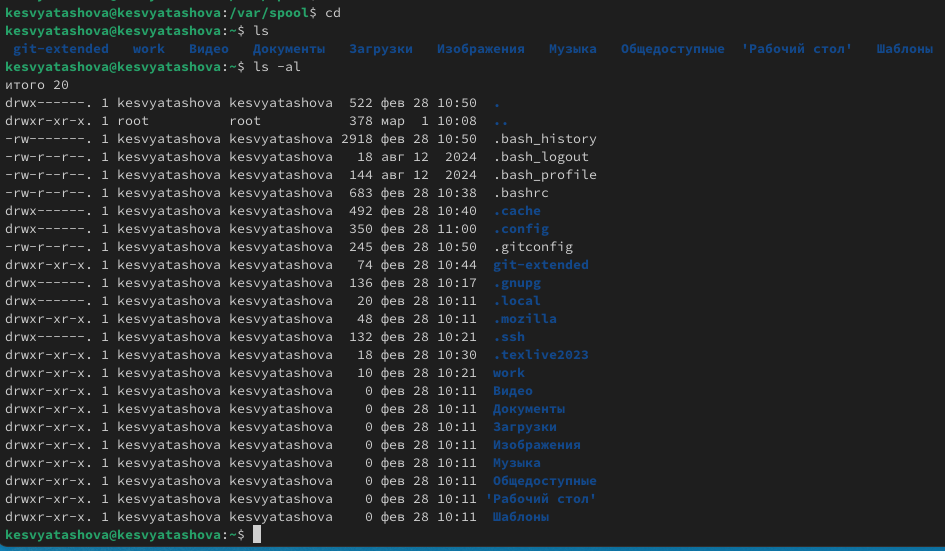 kesvyatashova@kesvyatashova:/var/spool$ cd
kesvyatashova@kesvyatashova:~$ ls
git-extended work Видео Документы Загрузки Изображения Музыка Общедоступные 'Рабочий стол' Шаблоны
kesvyatashova@kesvyatashova:~$ ls -al
итого 20
drwx------. 1 kesvyatashova kesvyatashova 522 фев 28 10:50 .
drwxr-xr-x. 1 root root 378 мар 1 10:08 ..
-rw-------. 1 kesvyatashova kesvyatashova 2918 фев 28 10:50 .bash_history
-rw-r--r--. 1 kesvyatashova kesvyatashova 18 авг 12 2024 .bash_logout
-rw-r--r--. 1 kesvyatashova kesvyatashova 144 авг 12 2024 .bash_profile
-rw-r--r--. 1 kesvyatashova kesvyatashova 683 фев 28 10:38 .bashrc
drwx------. 1 kesvyatashova kesvyatashova 492 фев 28 10:40 .cache
drwx------. 1 kesvyatashova kesvyatashova 350 фев 28 11:00 .config
-rw-r--r--. 1 kesvyatashova kesvyatashova 245 фев 28 10:50 .gitconfig
drwxr-xr-x. 1 kesvyatashova kesvyatashova 74 фев 28 10:44 git-extended
drwx------. 1 kesvyatashova kesvyatashova 136 фев 28 10:17 .gnupg
drwx------. 1 kesvyatashova kesvyatashova 20 фев 28 10:11 .local
drwxr-xr-x. 1 kesvyatashova kesvyatashova 48 фев 28 10:11 .mozilla
drwx------. 1 kesvyatashova kesvyatashova 132 фев 28 10:21 .ssh
drwxr-xr-x. 1 kesvyatashova kesvyatashova 18 фев 28 10:30 .texlive2023
drwxr-xr-x. 1 kesvyatashova kesvyatashova 10 фев 28 10:21 work
drwxr-xr-x. 1 kesvyatashova kesvyatashova 0 фев 28 10:11 Видео
drwxr-xr-x. 1 kesvyatashova kesvyatashova 0 фев 28 10:11 Документы
drwxr-xr-x. 1 kesvyatashova kesvyatashova 0 фев 28 10:11 Загрузки
drwxr-xr-x. 1 kesvyatashova kesvyatashova 0 фев 28 10:11 Изображения
drwxr-xr-x. 1 kesvyatashova kesvyatashova 0 фев 28 10:11 Музыка
drwxr-xr-x. 1 kesvyatashova kesvyatashova 0 фев 28 10:11 Общедоступные
drwxr-xr-x. 1 kesvyatashova kesvyatashova 0 фев 28 10:11 'Рабочий стол'
drwxr-xr-x. 1 kesvyatashova kesvyatashova 0 фев 28 10:11 Шаблоны
kesvyatashova@kesvyatashova:~$